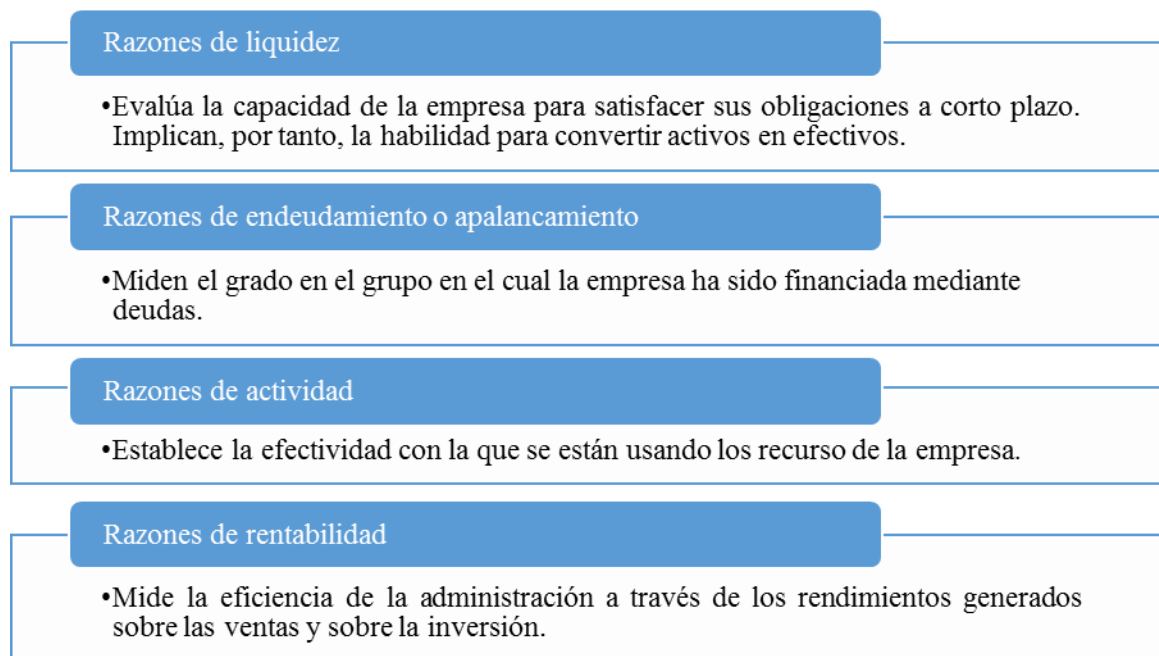 Razones de liquidez
•Evalúa la capacidad de la empresa para satisfacer sus obligaciones a corto plazo.
Implican, por tanto, la habilidad para convertir activos en efectivos.
Razones de endeudamiento o apalancamiento
•Miden el grado en el grupo en el cual la empresa ha sido financiada mediante
deudas.
Razones de actividad
•Establece la efectividad con la que se están usando los recurso de la empresa.
Razones de rentabilidad
•Mide la eficiencia de la administración a través de los rendimientos generados
sobre las ventas y sobre la inversión.